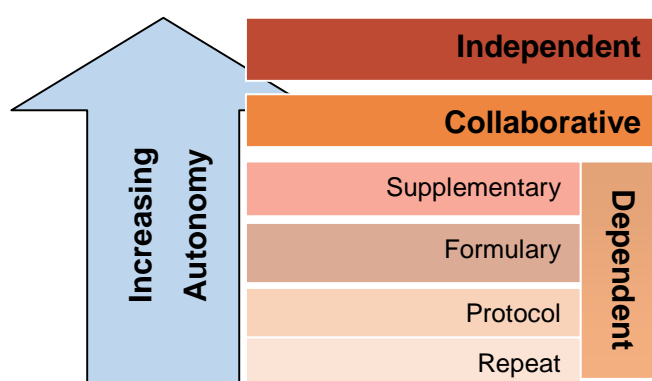 Independent
Collaborative
Supplementary
Formulary
Protocol
Repeat
Dependent
Increasing
Autonomy